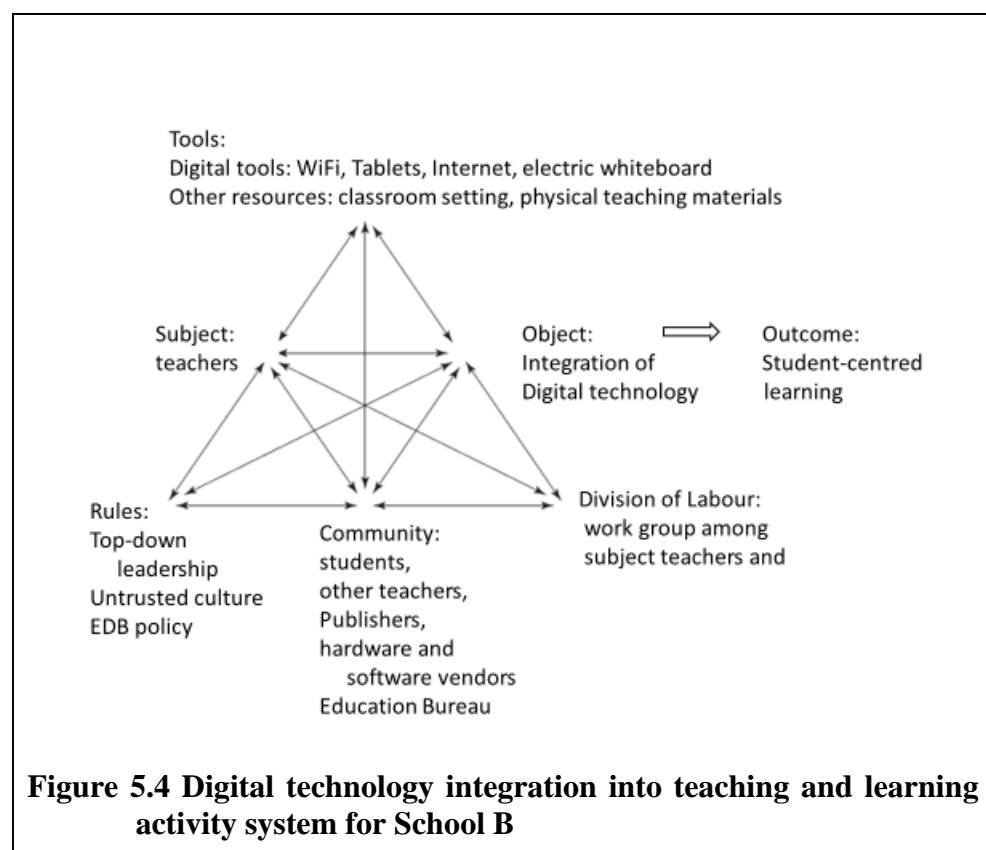 Tools:
Digital tools: WiFi, Tablets, Internet, electric whiteboard
Other resources: classroom setting, physical teaching materials
Subject:
teachers
Object:
Integration of
Digital technology
Outcome:
Student-centred
learning
Rules:
Top-down
leadership
Untrusted culture
EDB policy
Community:
students,
other teachers,
Publishers,
hardware and
software vendors
Education Bureau
Division of Labour:
work group among
subject teachers and
Figure 5.4 Digital technology integration into teaching and learning
activity system for School B